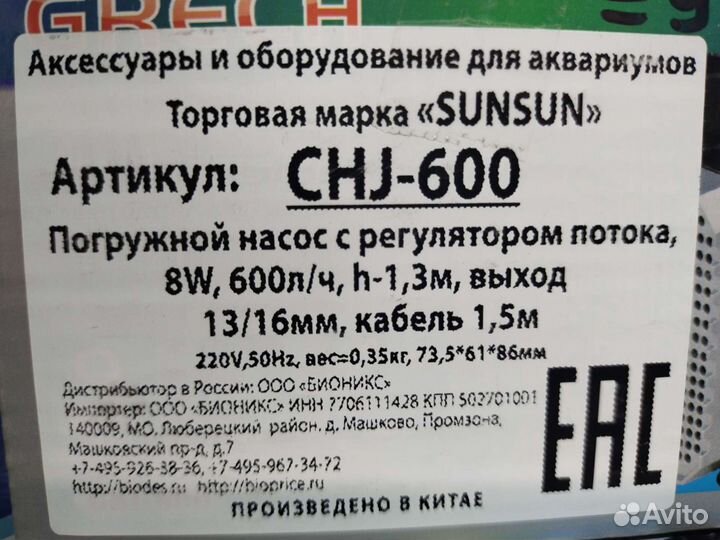 GRECH
Аксессуары и оборудование для аквариумов
Торговая марка «SUNSUN»
Артикул: CHJ-600
Погружной насос с регулятором потока,
8W, 600л/ч, h-1,3м, выход
13/16мм, кабель 1,5м
220V,50Hz, вес=0,35кг, 73,5*61*86мм
Дистрибьютор в России: ООО «БИОНИКС»
Импортер: ООО «БИОНИКС» ИНН 7706111428 КПП 502701001
140009, МО, Люберецкий район, д. Машково, Промзона,
Машковский пр-д, д.7
+7-495-926-38-36, +7-495-967-34-72
http://biodes.ru http://bioprice.ru
ПРОИЗВЕДЕНО В КИТАЕ
EAC
Avito